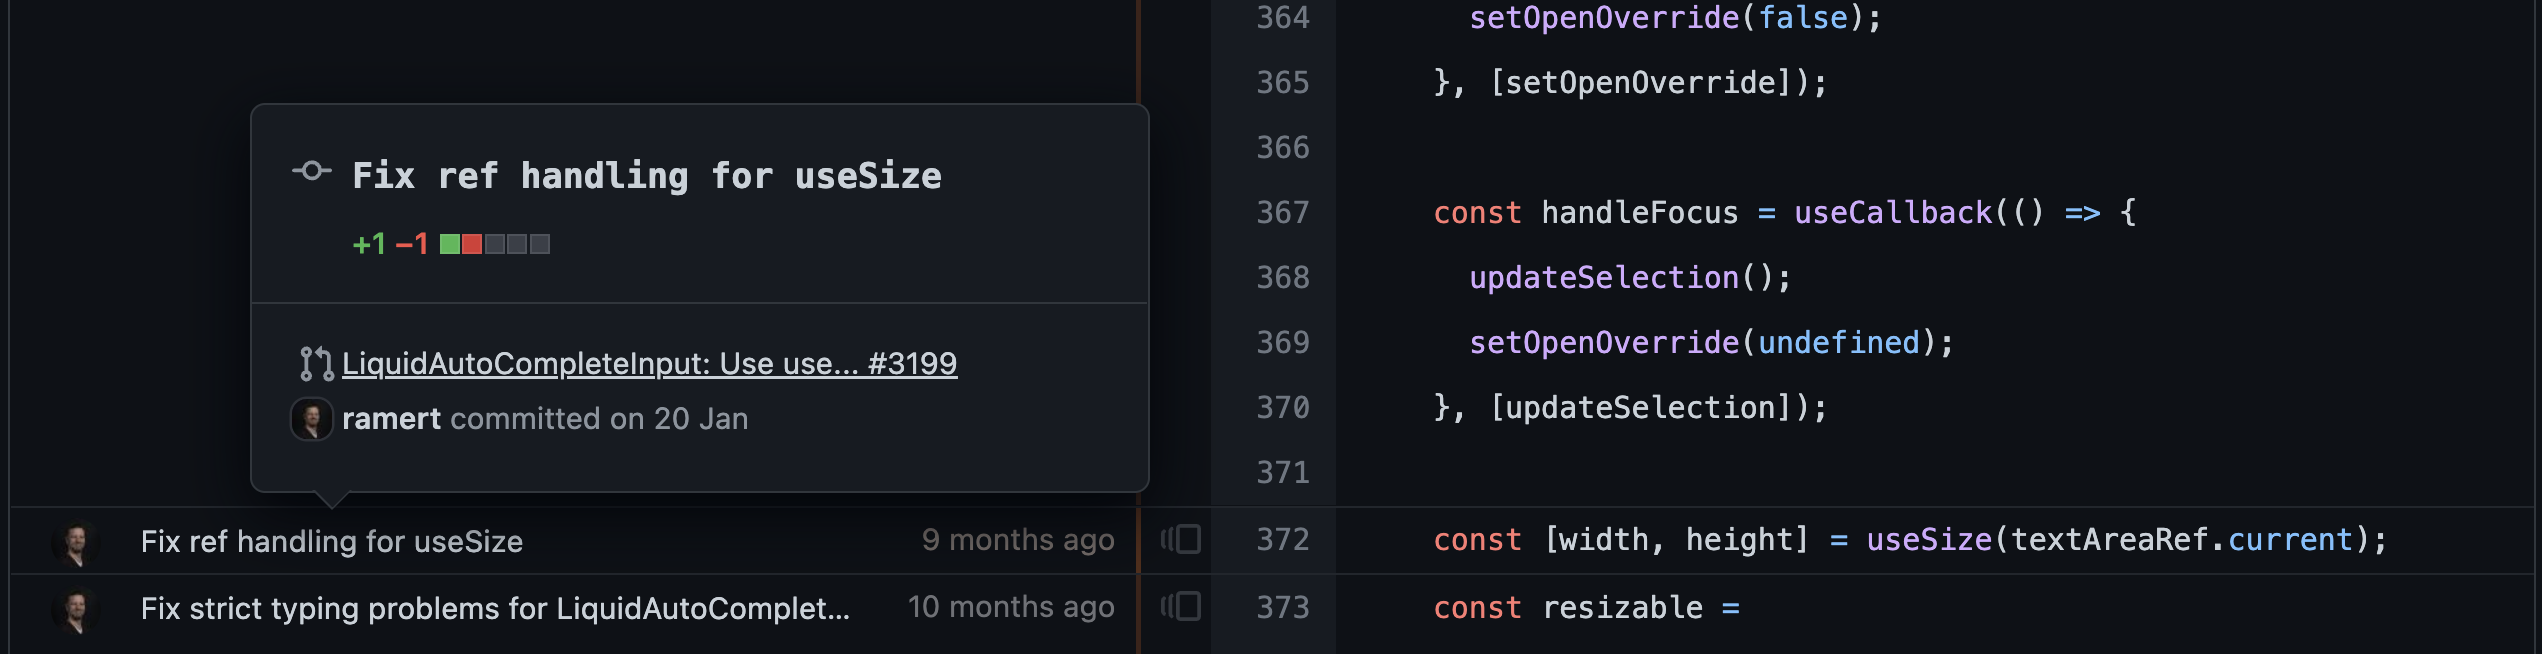 Fix ref handling for useSize
+1 −1
LiquidAutoCompleteInput: Use use... #3199
ramert committed on 20 Jan
Fix ref handling for useSize 9 months ago
Fix strict typing problems for LiquidAutoComplet... 10 months ago
364 setOpenOverride(false);
365 }, [setOpenOverride]);
366
367 const handleFocus = useCallback(() => {
368 updateSelection();
369 setOpenOverride(undefined);
370 }, [updateSelection]);
371
372 const [width, height] = useSize(textAreaRef.current);
373 const resizable =